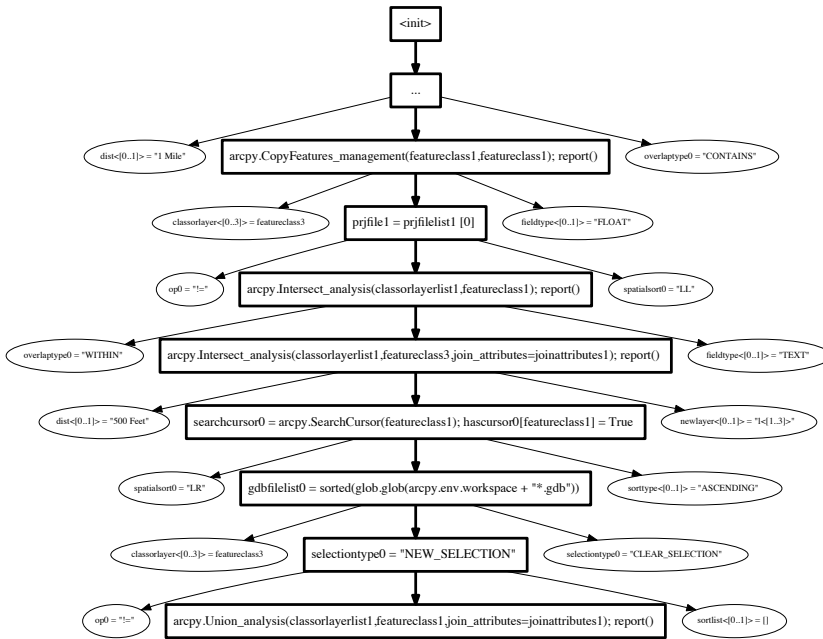 <init>
...
dist<[0..1]> = "1 Mile"
arcpy.CopyFeatures_management(featureclass1,featureclass1); report()
overlaptype0 = "CONTAINS"
classorlayer<[0..3]> = featureclass3
prjfile1 = prjfilelist1 [0]
fieldtype<[0..1]> = "FLOAT"
op0 = "!="
arcpy.Intersect_analysis(classorlayerlist1,featureclass1); report()
spatialsort0 = "LL"
overlaptype0 = "WITHIN"
arcpy.Intersect_analysis(classorlayerlist1,featureclass3,join_attributes=joinattributes1); report()
fieldtype<[0..1]> = "TEXT"
dist<[0..1]> = "500 Feet"
searchcursor0 = arcpy.SearchCursor(featureclass1); hascursor0[featureclass1] = True
newlayer<[0..1]> = "l<[1..3]>"
spatialsort0 = "LR"
gdbfilelist0 = sorted(glob.glob(arcpy.env.workspace + "*.gdb"))
sorttype<[0..1]> = "ASCENDING"
classorlayer<[0..3]> = featureclass3
selectiontype0 = "NEW_SELECTION"
selectiontype0 = "CLEAR_SELECTION"
op0 = "!="
arcpy.Union_analysis(classorlayerlist1,featureclass1,join_attributes=joinattributes1); report()
sortlist<[0..1]> = []